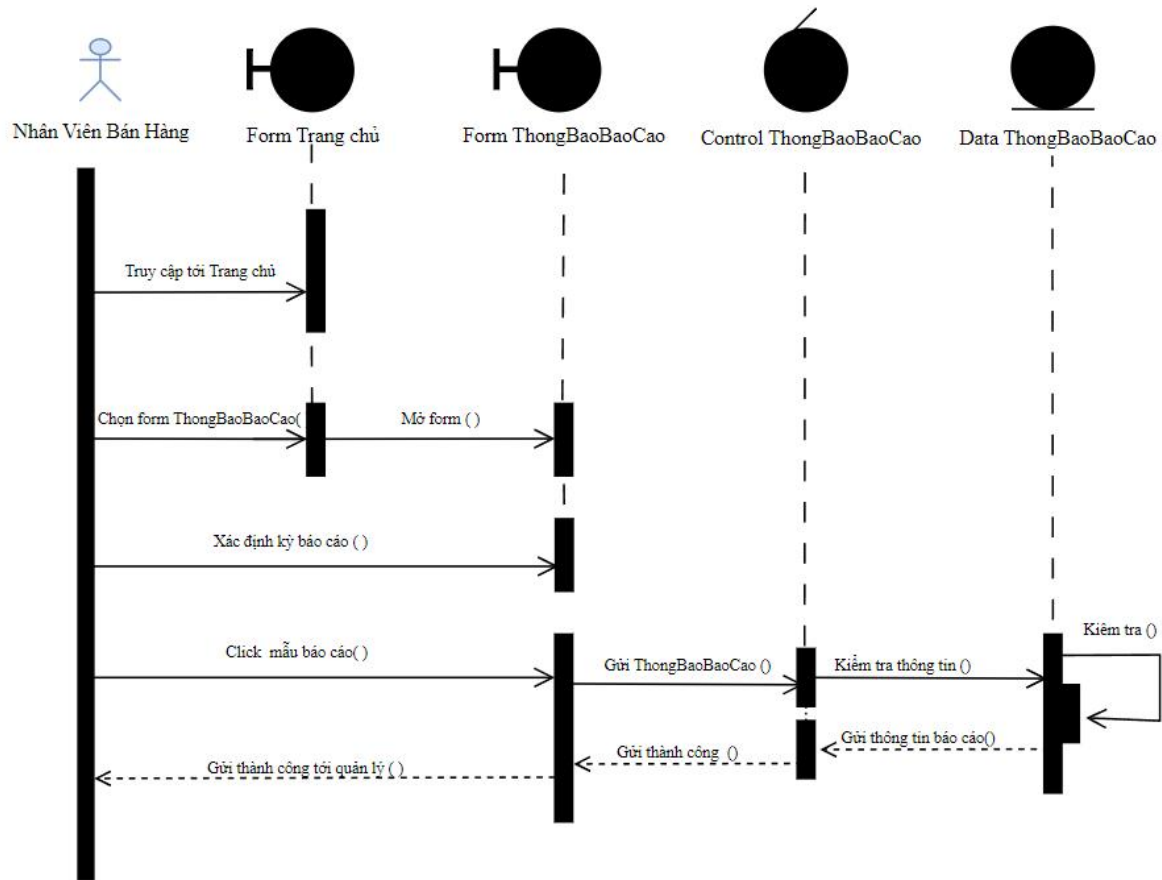 Nhân Viên Bán Hàng
Form Trang chủ
Form ThongBaoBaoCao
Control ThongBaoBaoCao
Data ThongBaoBaoCao
Truy cập tới Trang chủ
Chọn form ThongBaoBaoCao(
Mở form ( )
Xác định kỳ báo cáo ( )
Click mẫu báo cáo( )
Gửi ThongBaoBaoCao ()
Kiểm tra thông tin ()
Kiêm tra ()
Gửi thông tin báo cáo()
Gửi thành công ()
Gửi thành công tới quản lý ( )